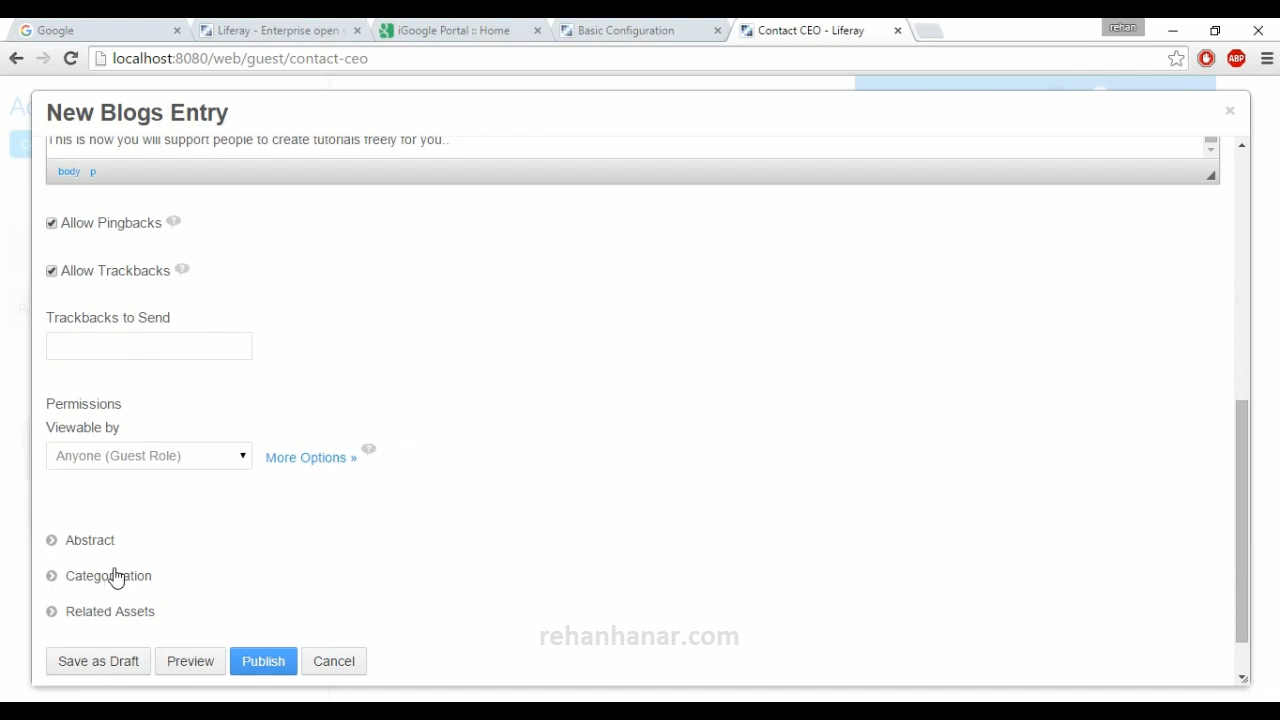 Google
Liferay - Enterprise open
iGoogle Portal :: Home
Basic Configuration
Contact CEO - Liferay
rehan
localhost:8080/web/guest/contact-ceo
ABP
New Blogs Entry
This is how you will support people to create tutorials freely for you..
body p
Allow Pingbacks
Allow Trackbacks
Trackbacks to Send
Permissions
Viewable by
Anyone (Guest Role)
More Options »
Abstract
Categorization
Related Assets
rehanhanar.com
Save as Draft
Preview
Publish
Cancel